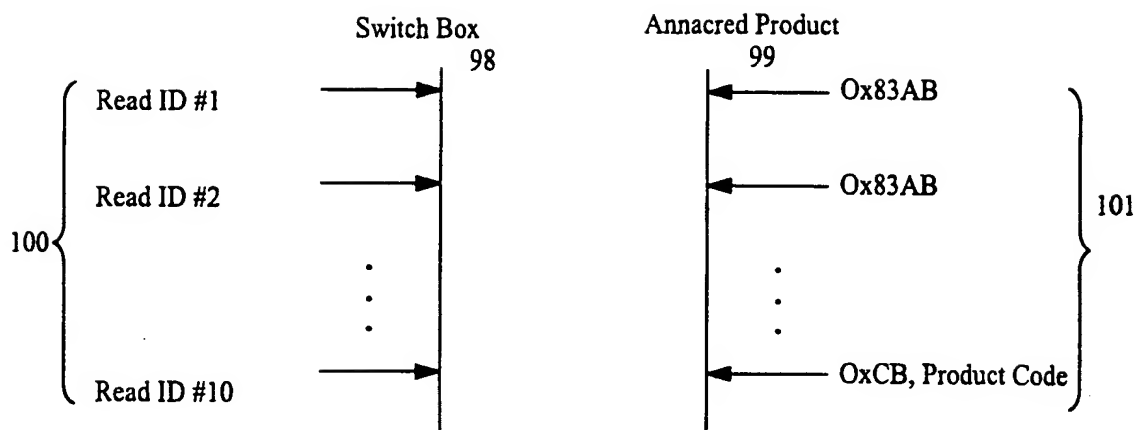 Switch Box
98
Annacred Product
99
Read ID #1
Ox83AB
Read ID #2
Ox83AB
100
101
Read ID #10
OxCB, Product Code